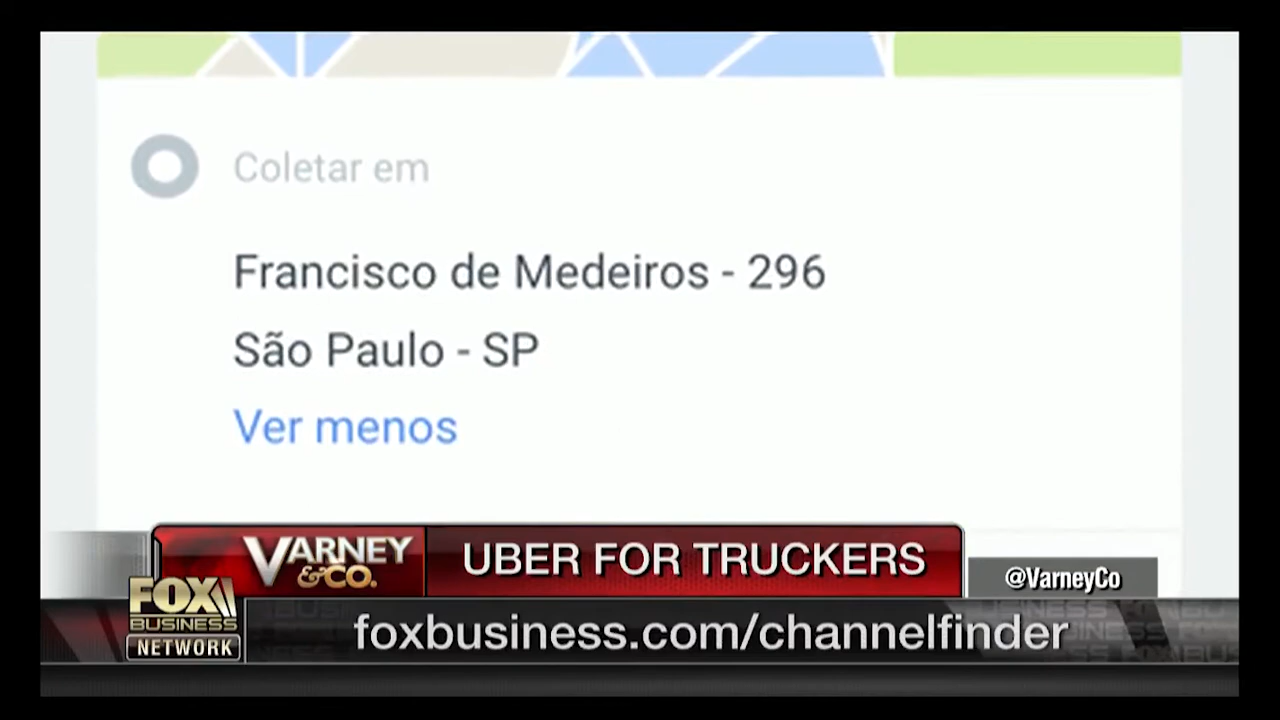 Coletar em
Francisco de Medeiros - 296
São Paulo - SP
Ver menos
VARNEY & CO.
UBER FOR TRUCKERS
@VarneyCo
FOX
BUSINESS
NETWORK
foxbusiness.com/channelfinder